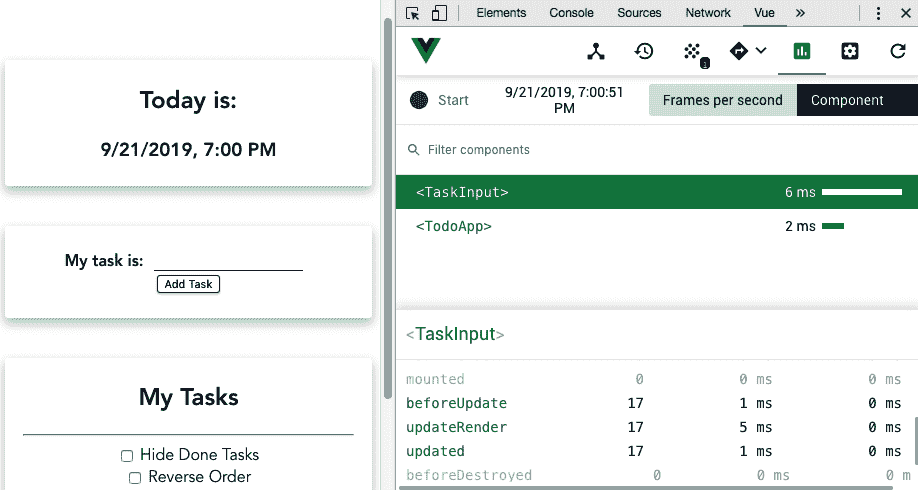 Today is:
9/21/2019, 7:00 PM
My task is:
Add Task
My Tasks
Hide Done Tasks
Reverse Order
Elements Console Sources Network Vue »
1
Start 9/21/2019, 7:00:51 PM Frames per second Component
Filter components
<TaskInput> 6 ms
<TodoApp> 2 ms
<TaskInput>
mounted 0 0 ms 0 ms
beforeUpdate 17 1 ms 0 ms
updateRender 17 5 ms 0 ms
updated 17 1 ms 0 ms
beforeDestroyed 0 0 ms 0 m